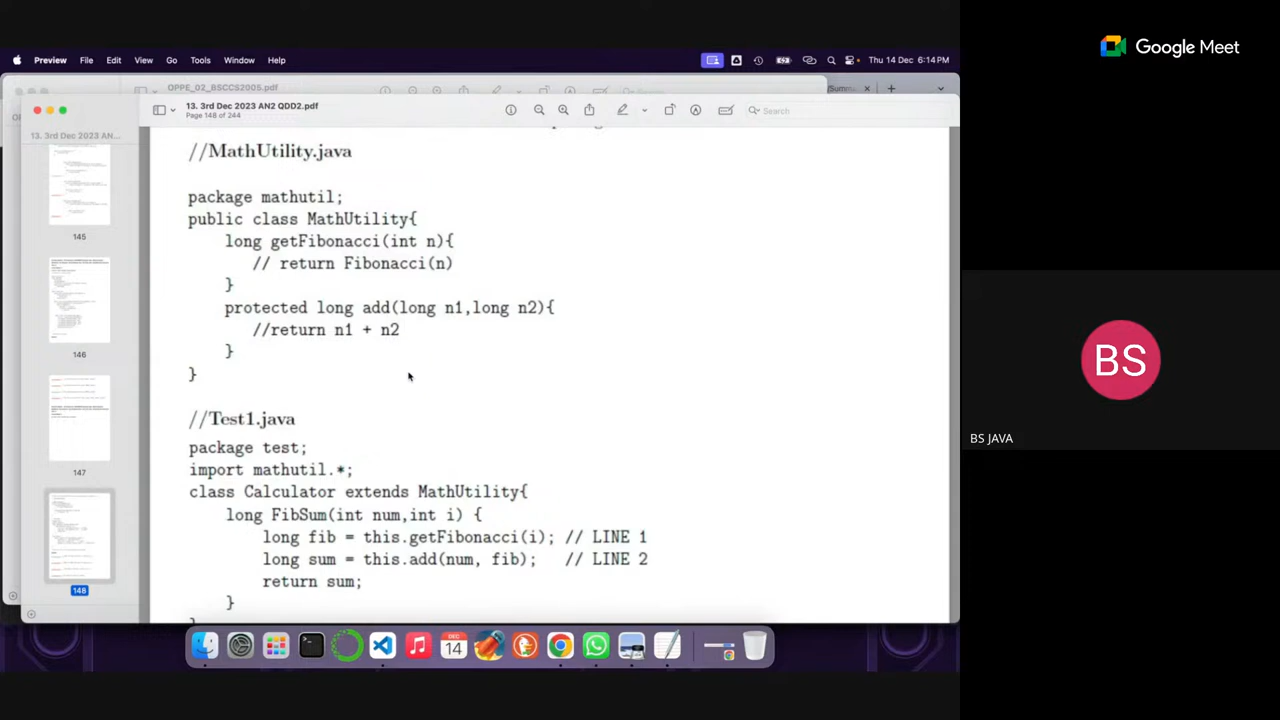 Google Meet
Preview File Edit View Go Tools Window Help
Thu 14 Dec 6:14 PM
OPPE_02_BSCCS2005.pdf
13. 3rd Dec 2023 AN2 QDD2.pdf
Page 148 of 244
Search
13. 3rd Dec 2023 AN...
145
146
147
148
//MathUtility.java
package mathutil;
public class MathUtility{
long getFibonacci(int n){
// return Fibonacci(n)
}
protected long add(long n1,long n2){
//return n1 + n2
}
}
//Test1.java
package test;
import mathutil.*;
class Calculator extends MathUtility{
long FibSum(int num,int i) {
long fib = this.getFibonacci(i); // LINE 1
long sum = this.add(num, fib); // LINE 2
return sum;
}
DEC
14
BS
BS JAVA